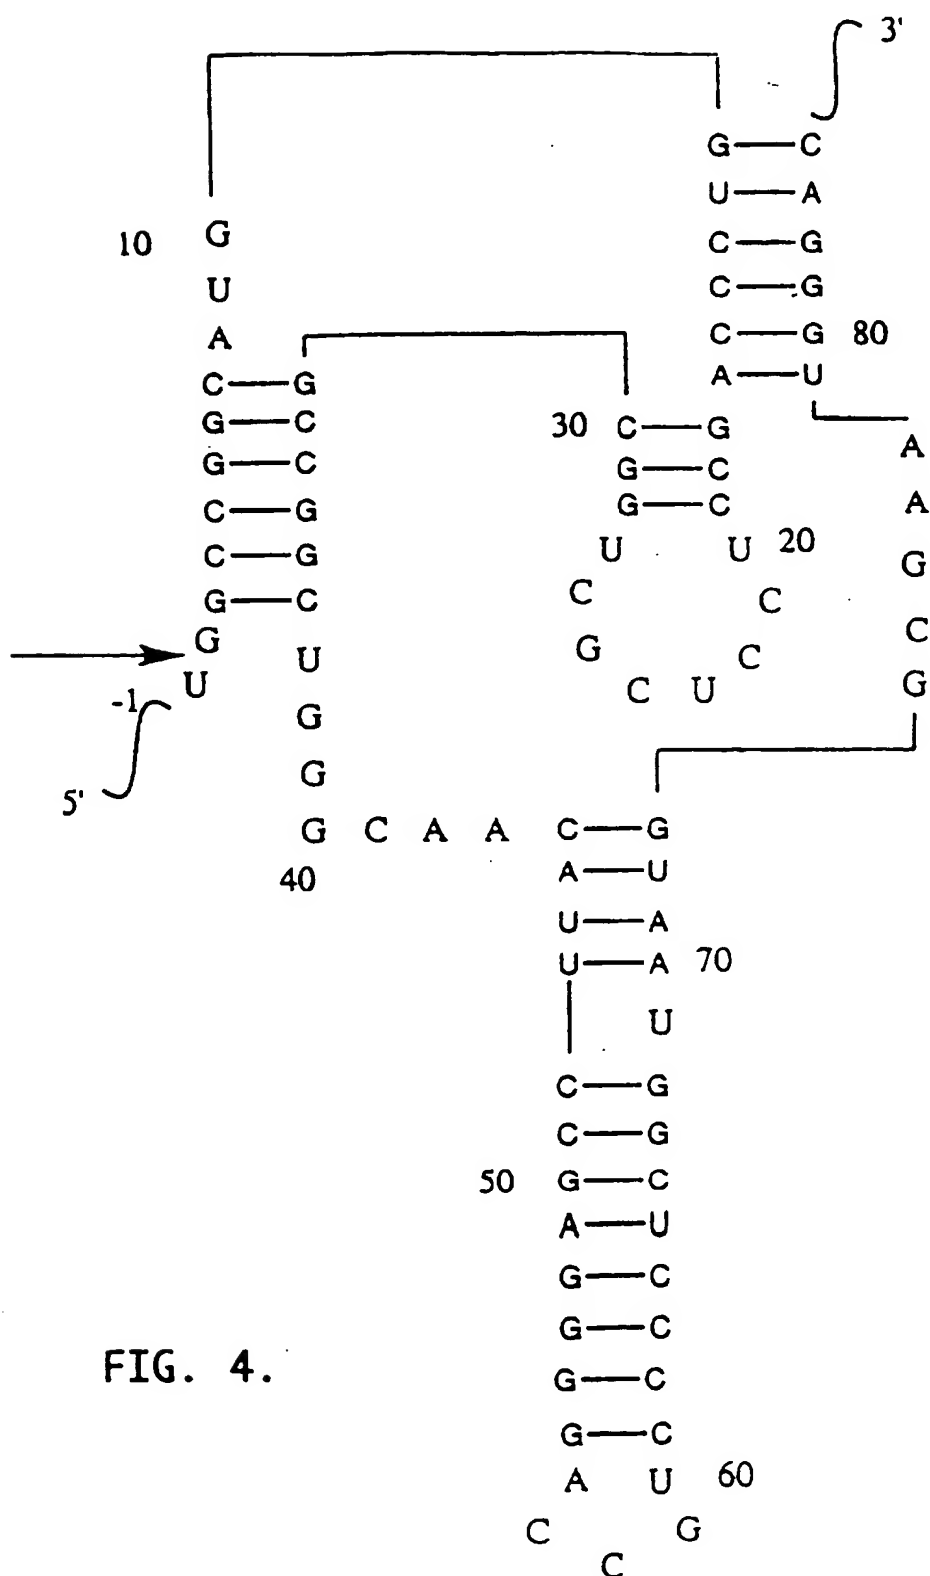 3'
G C
U A
10 G C G
U C G
A C G 80
C G A U
G C 30 C G A
G C G C A
C G G C G
C G U U 20 C
G C C C G
G U G C
-1 U G C U
5' G
G C A A C G
40 A U
U A
U A 70
U
C G
C G
50 G C
A U
G C
G C
FIG. 4.
G C
G C
A U 60
C G
C